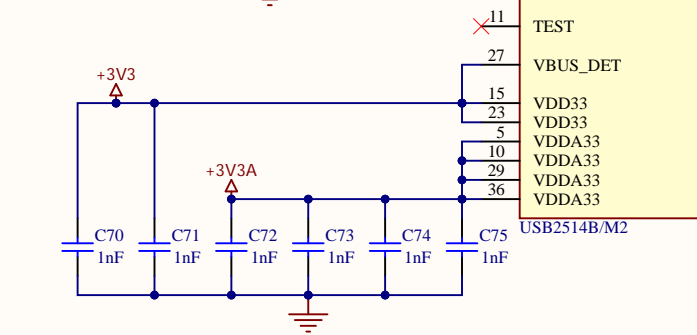 11 TEST
27 VBUS_DET
+3V3
15 VDD33
23 VDD33
5 VDDA33
10 VDDA33
29 VDDA33
36 VDDA33
+3V3A
USB2514B/M2
C70 C71 C72 C73 C74 C75
1nF 1nF 1nF 1nF 1nF 1nF